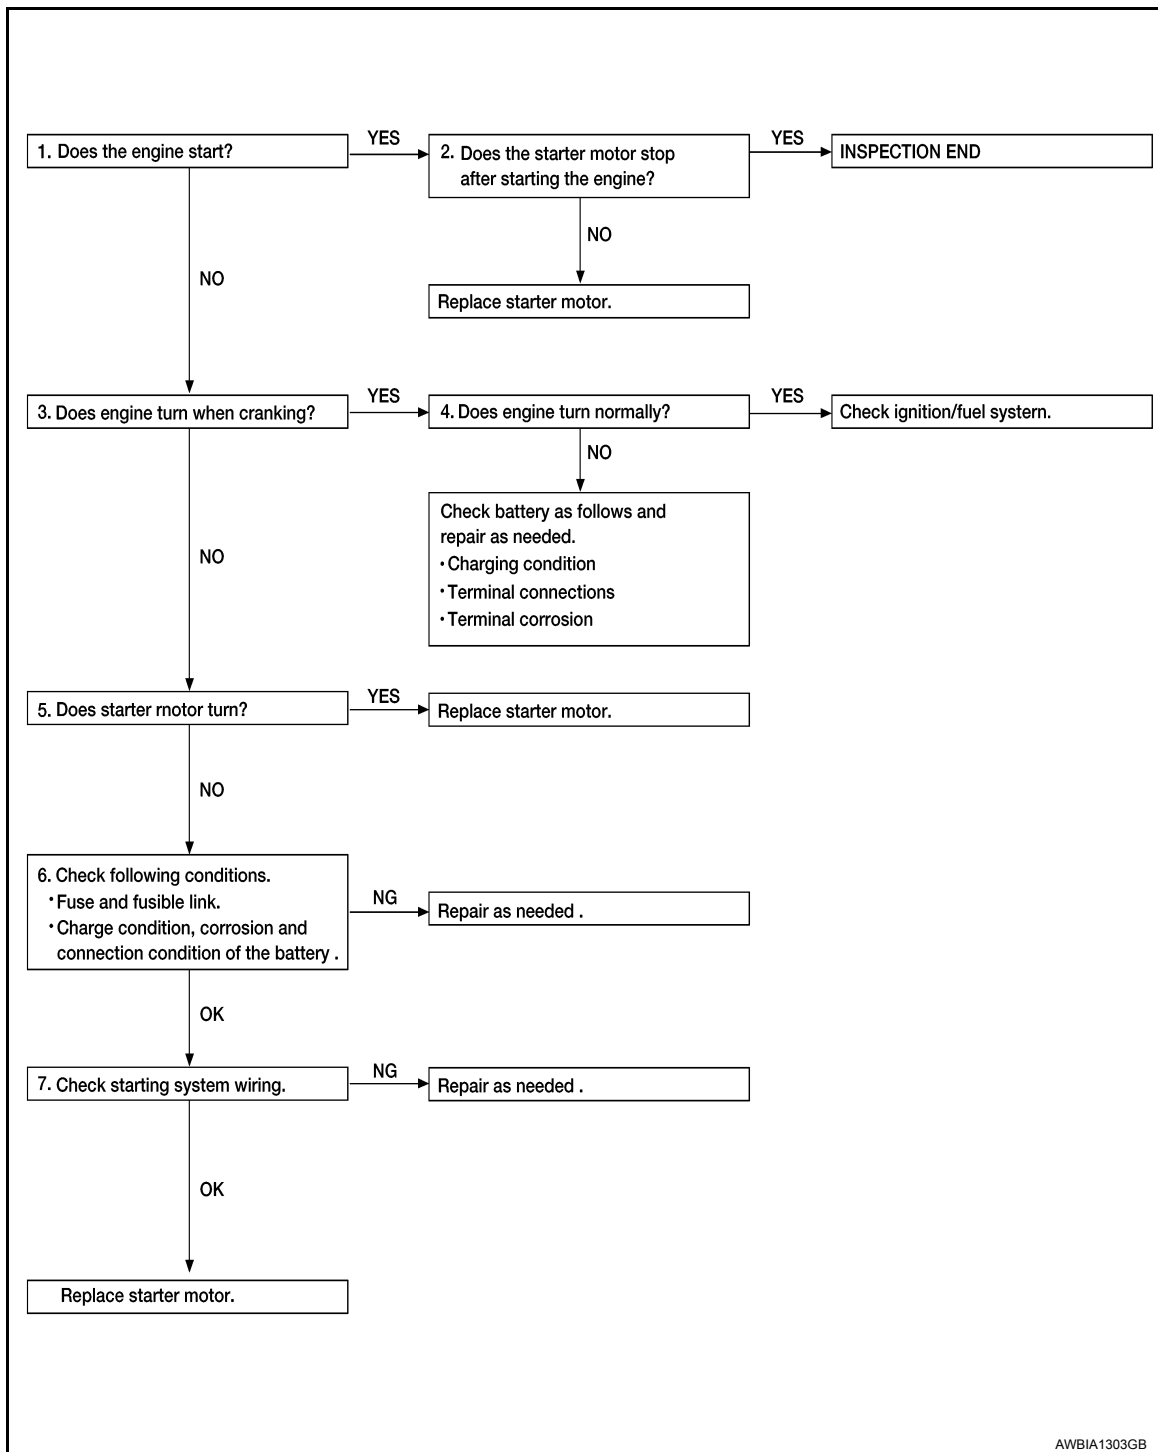 1. Does the engine start?
YES
2. Does the starter motor stop
after starting the engine?
YES
INSPECTION END
NO
Replace starter motor.
NO
3. Does engine turn when cranking?
YES
4. Does engine turn normally?
YES
Check ignition/fuel systern.
NO
Check battery as follows and
repair as needed.
• Charging condition
• Terminal connections
• Terminal corrosion
NO
5. Does starter rnotor turn?
YES
Replace starter motor.
NO
6. Check following conditions.
• Fuse and fusible link.
• Charge condition, corrosion and
connection condition of the battery .
NG
Repair as needed .
OK
7. Check starting system wiring.
NG
Repair as needed .
OK
Replace starter motor.
AWBIA1303GB